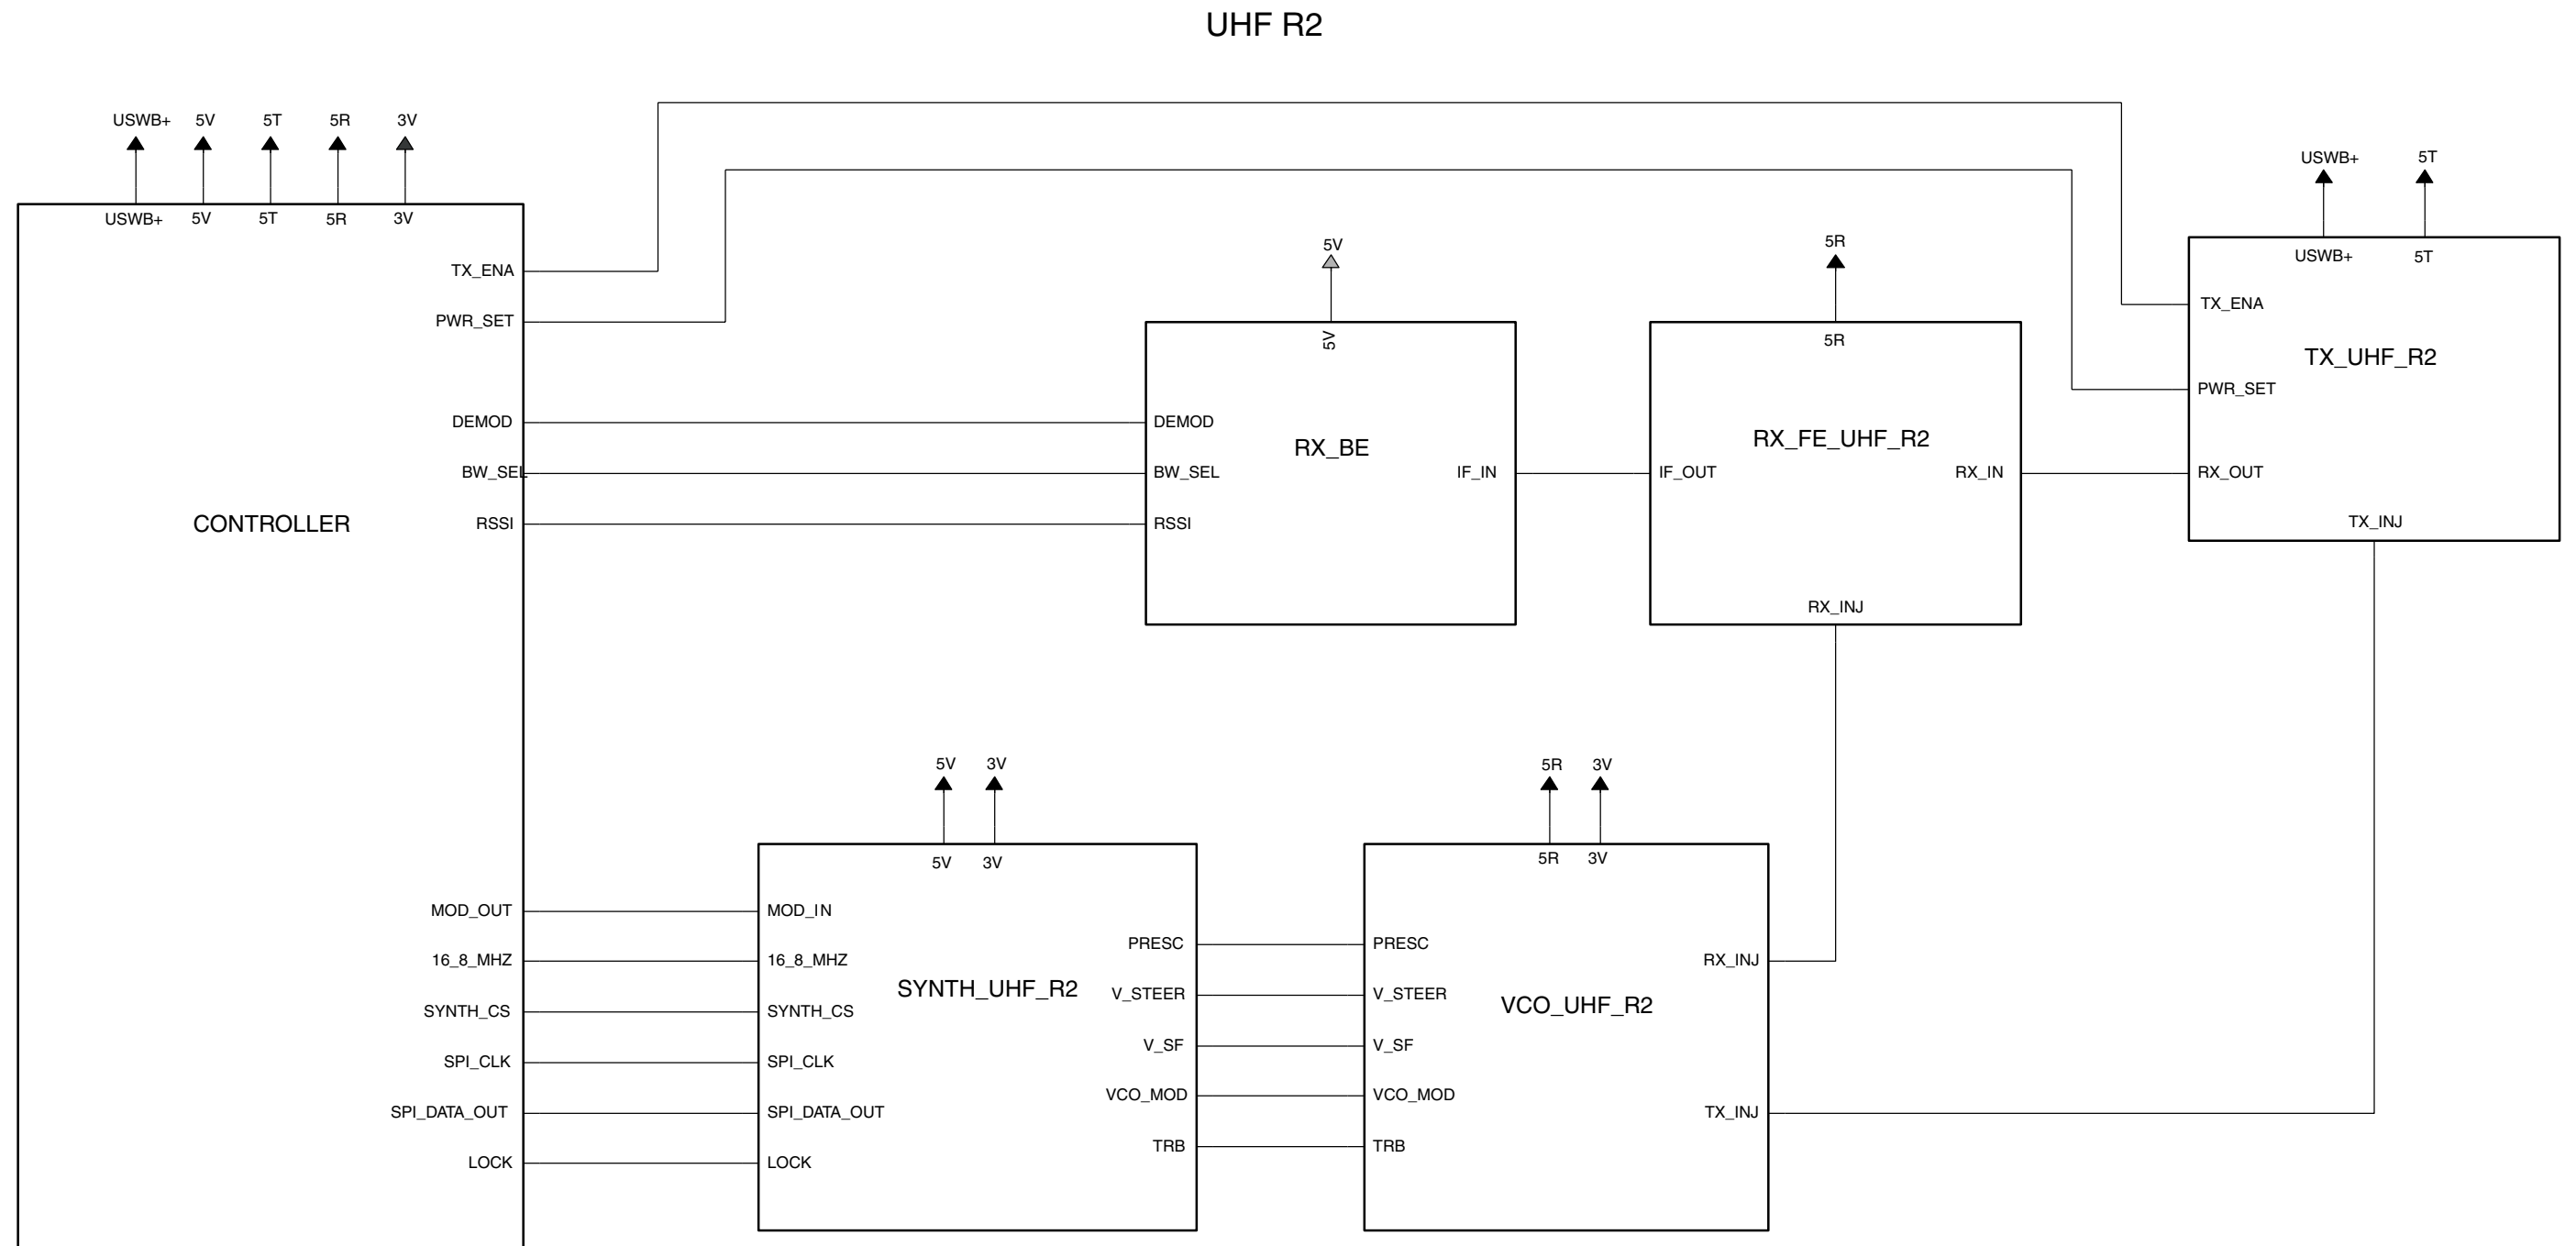 UHF R2
USWB+ 5V 5T 5R 3V
USWB+ 5V 5T 5R 3V
TX_ENA
PWR_SET
DEMOD
BW_SEL
RSSI
CONTROLLER
MOD_OUT
16_8_MHZ
SYNTH_CS
SPI_CLK
SPI_DATA_OUT
LOCK
5V
5V
DEMOD
BW_SEL
RSSI
RX_BE
IF_IN
5R
5R
RX_FE_UHF_R2
IF_OUT
RX_IN
RX_INJ
USWB+ 5T
USWB+ 5T
TX_ENA
TX_UHF_R2
PWR_SET
RX_OUT
TX_INJ
5V 3V
5V 3V
MOD_IN
16_8_MHZ
SYNTH_CS
SPI_CLK
SPI_DATA_OUT
LOCK
SYNTH_UHF_R2
PRESC
V_STEER
V_SF
VCO_MOD
TRB
5R 3V
5R 3V
PRESC
V_STEER
V_SF
VCO_MOD
TRB
VCO_UHF_R2
RX_INJ
TX_INJ